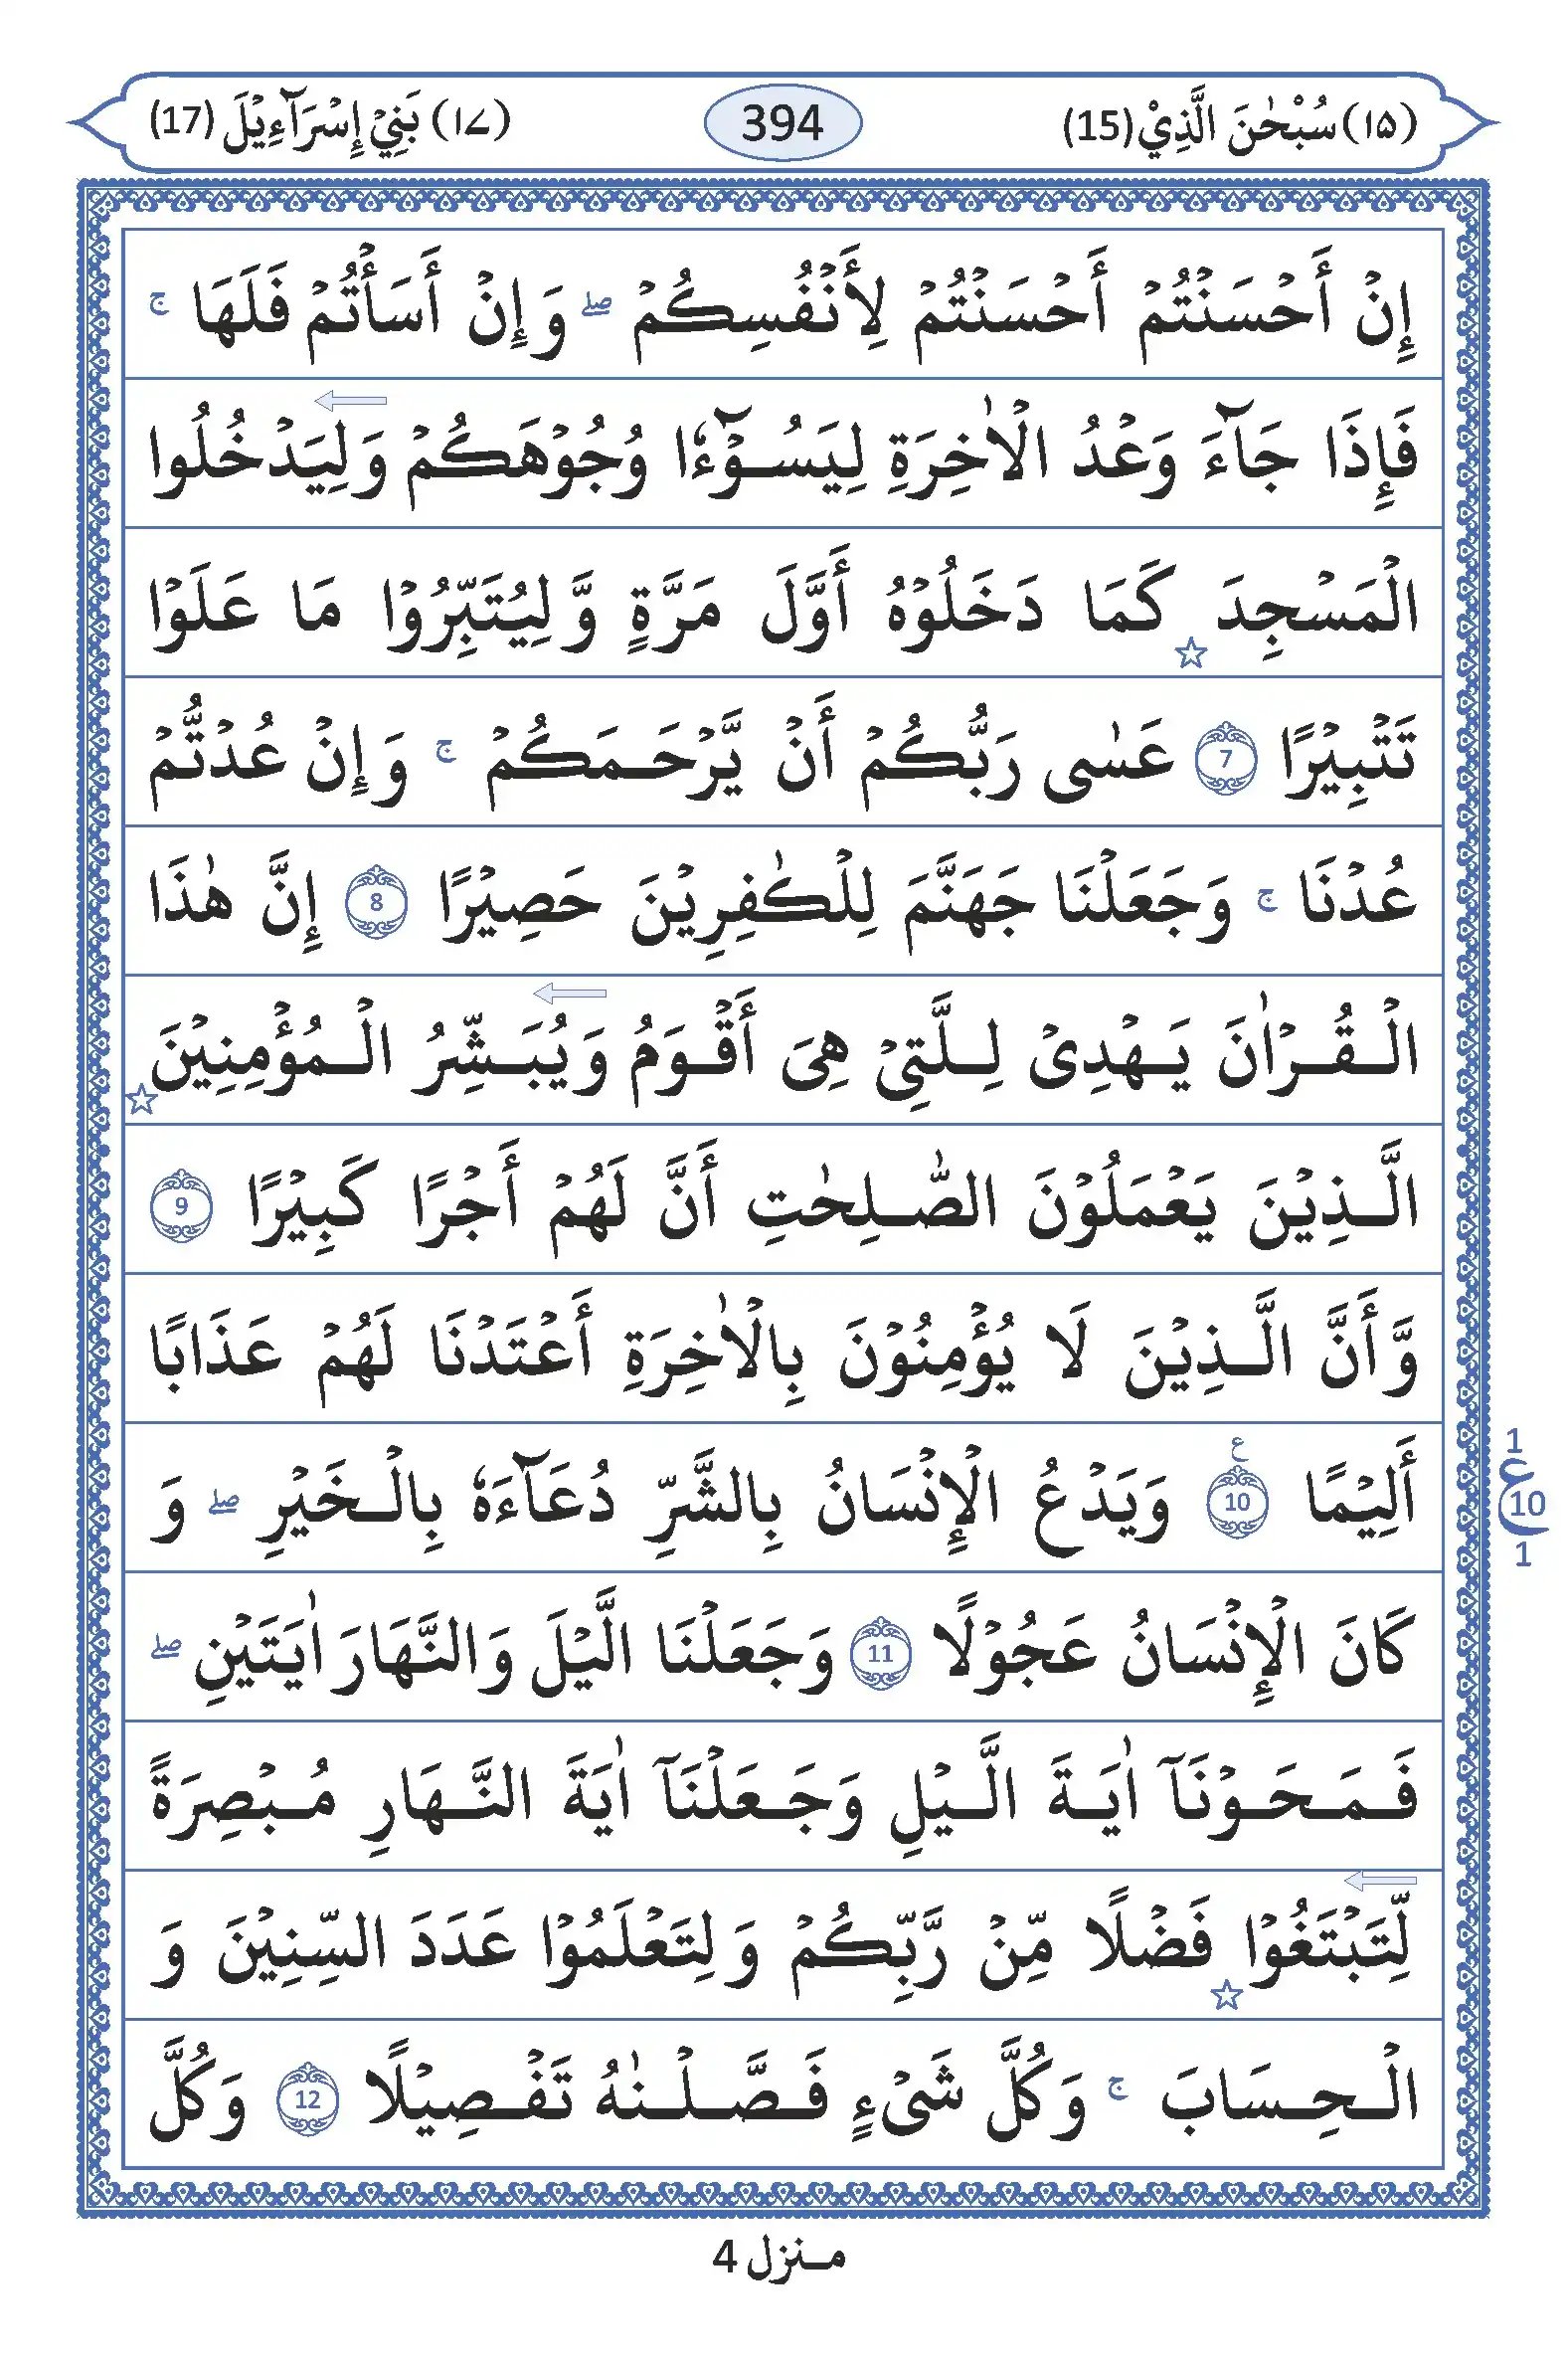 (۱۵) سُبْحٰنَ الَّذِيْ (15) 394 (۱۷) بَنِيْ إِسْرَآءِيْلَ (17)
إِنْ أَحْسَنْتُمْ أَحْسَنْتُمْ لِأَنْفُسِكُمْ ۖ وَإِنْ أَسَأْتُمْ فَلَهَا ۚ
فَإِذَا جَآءَ وَعْدُ الْاٰخِرَةِ لِيَسُوْٓءٗا وُجُوْهَكُمْ وَلِيَدْخُلُوا
الْمَسْجِدَ كَمَا دَخَلُوْهُ أَوَّلَ مَرَّةٍ وَّلِيُتَبِّرُوْا مَا عَلَوْا
تَتْبِيْرًا 7 عَسٰى رَبُّكُمْ أَنْ يَّرْحَمَكُمْ ۚ وَإِنْ عُدْتُّمْ
عُدْنَا ۚ وَجَعَلْنَا جَهَنَّمَ لِلْكٰفِرِيْنَ حَصِيْرًا 8 إِنَّ هٰذَا
الْقُرْاٰنَ يَهْدِىْ لِلَّتِىْ هِىَ أَقْوَمُ وَيُبَشِّرُ الْمُؤْمِنِيْنَ
الَّذِيْنَ يَعْمَلُوْنَ الصّٰلِحٰتِ أَنَّ لَهُمْ أَجْرًا كَبِيْرًا 9
وَّأَنَّ الَّذِيْنَ لَا يُؤْمِنُوْنَ بِالْاٰخِرَةِ أَعْتَدْنَا لَهُمْ عَذَابًا
أَلِيْمًا 10 ع وَيَدْعُ الْإِنْسَانُ بِالشَّرِّ دُعَآءَهٗ بِالْخَيْرِ ۖ وَ
1 ع 10 1
كَانَ الْإِنْسَانُ عَجُوْلًا 11 وَجَعَلْنَا الَّيْلَ وَالنَّهَارَ اٰيَتَيْنِ ۖ
فَمَحَوْنَآ اٰيَةَ الَّيْلِ وَجَعَلْنَآ اٰيَةَ النَّهَارِ مُبْصِرَةً
لِّتَبْتَغُوْا فَضْلًا مِّنْ رَّبِّكُمْ وَلِتَعْلَمُوْا عَدَدَ السِّنِيْنَ وَ
الْحِسَابَ ۚ وَكُلَّ شَىْءٍ فَصَّلْنٰهُ تَفْصِيْلًا 12 وَكُلَّ
منزل 4